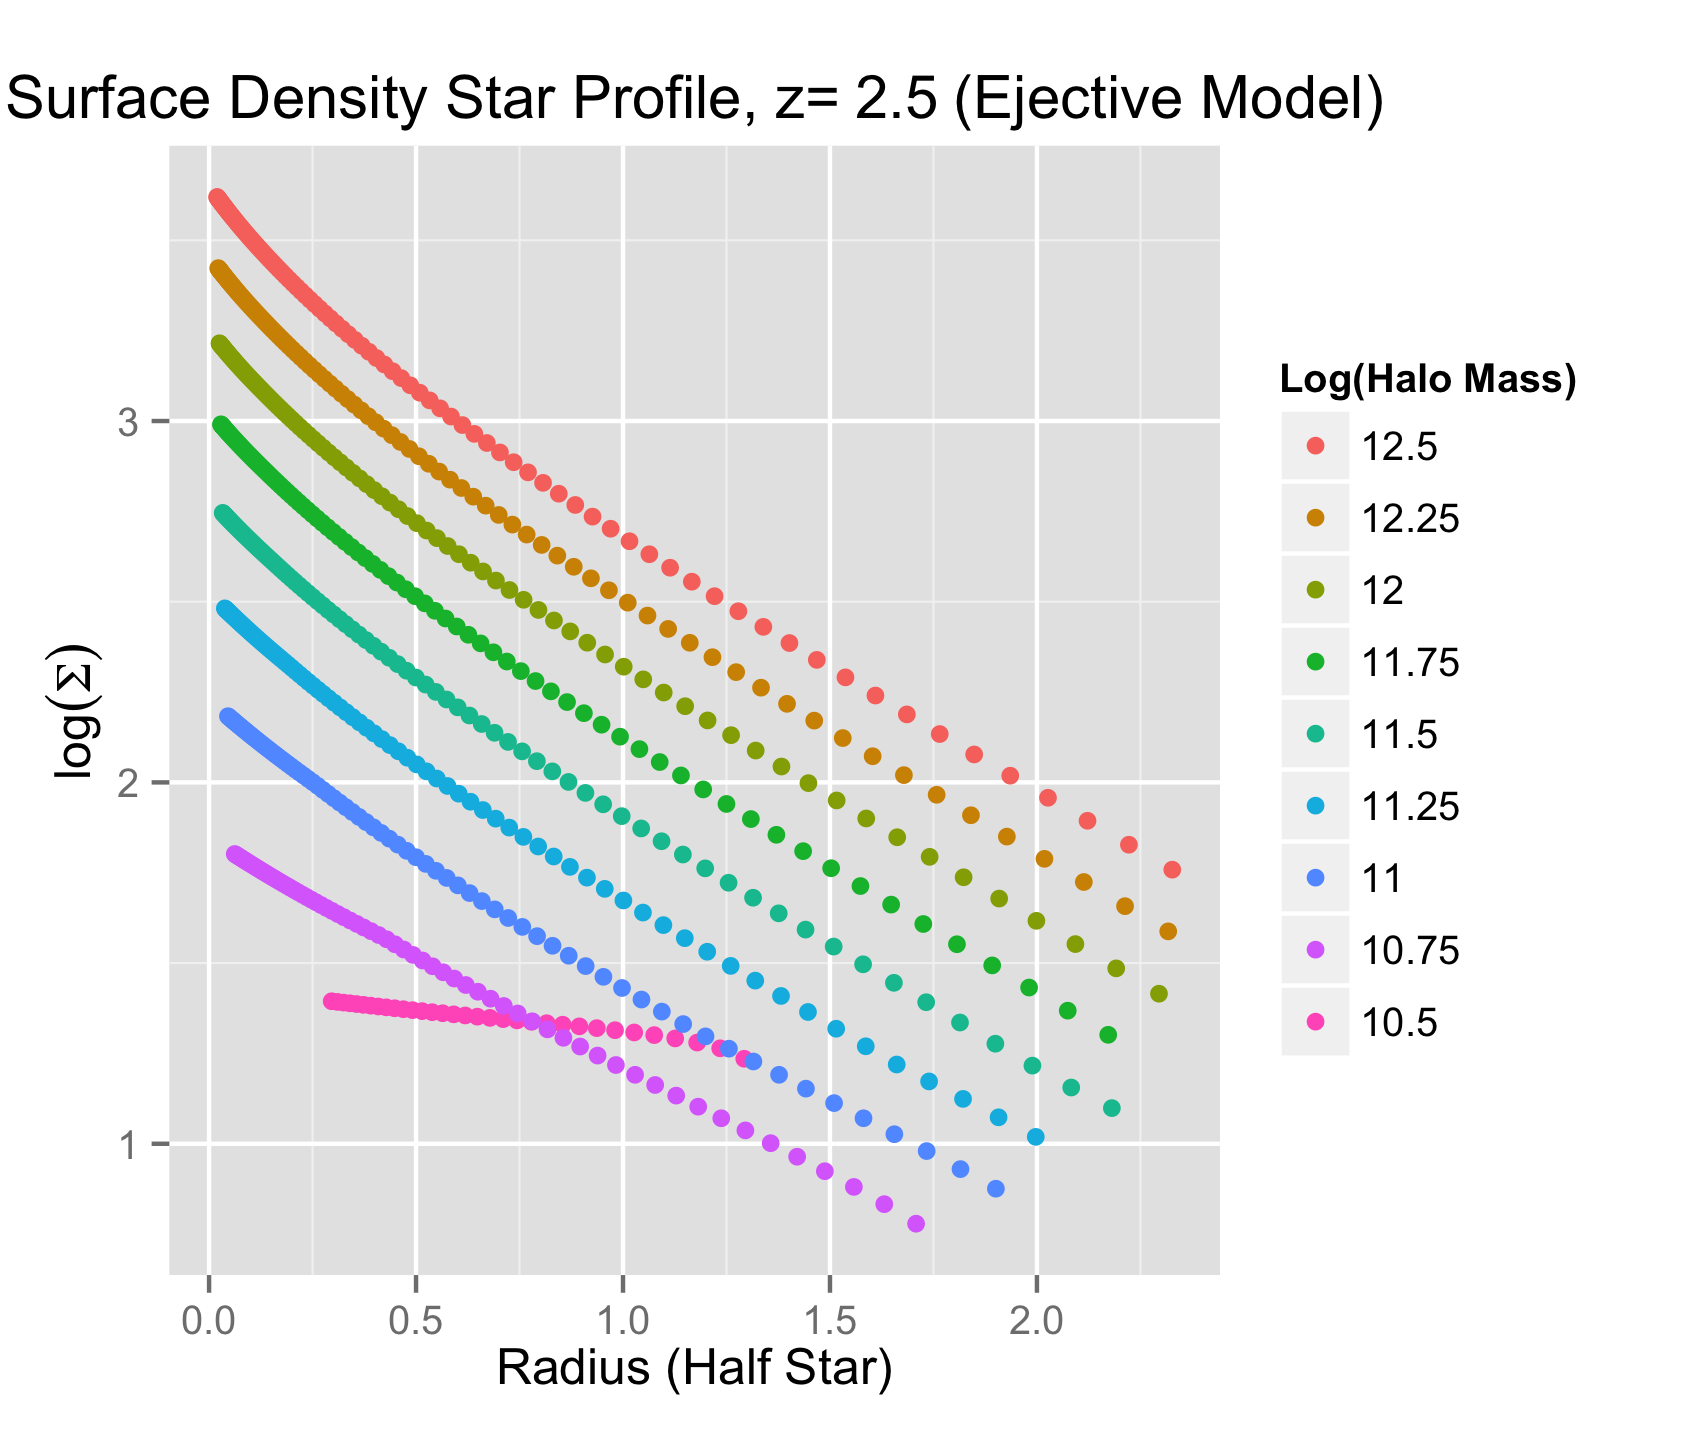 Surface Density Star Profile, z= 2.5 (Ejective Model)
log(Σ)
3
2
1
0.0 0.5 1.0 1.5 2.0
Radius (Half Star)
Log(Halo Mass)
12.5
12.25
12
11.75
11.5
11.25
11
10.75
10.5